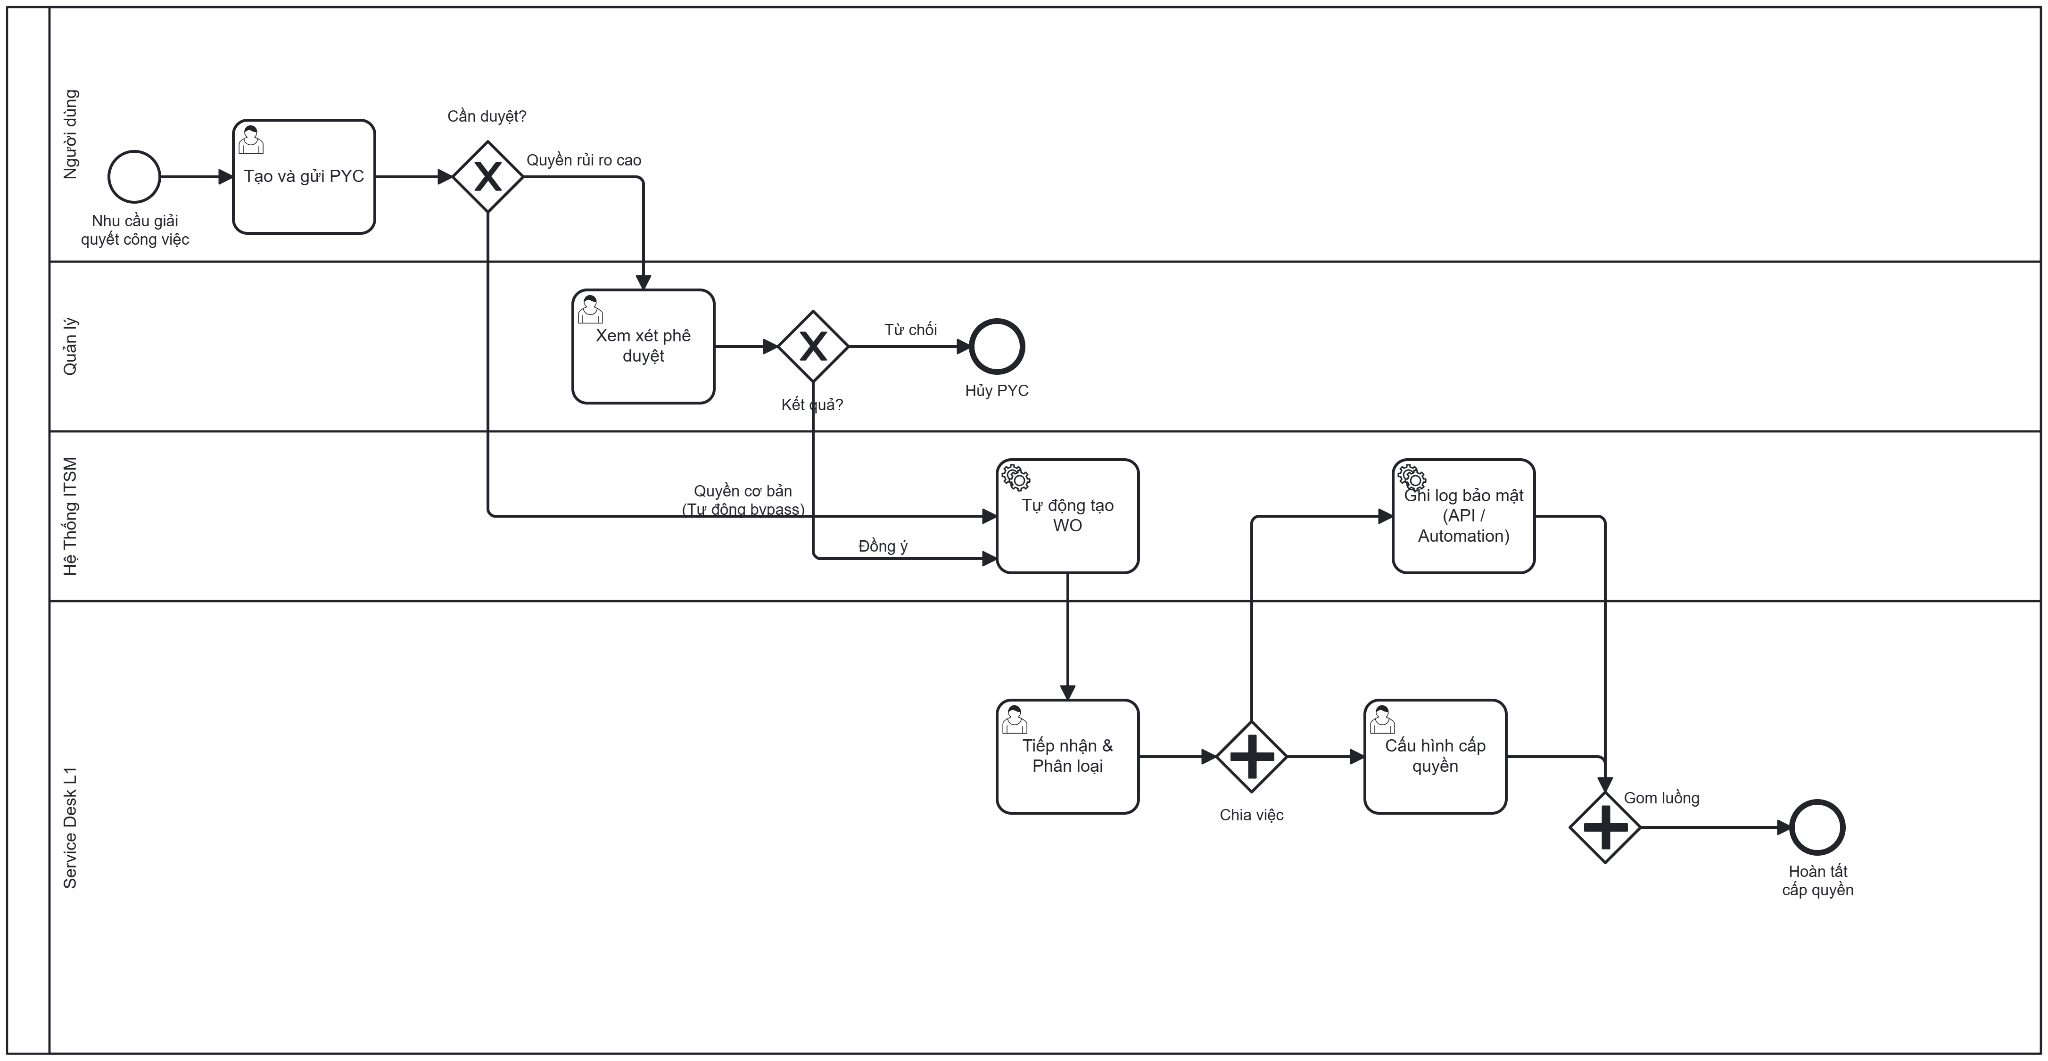 Người dùng
Cần duyệt?
Quyền rủi ro cao
Tạo và gửi PYC
Nhu cầu giải
quyết công việc
Quản lý
Xem xét phê
duyệt
Từ chối
Kết quả?
Hủy PYC
Hệ Thống ITSM
Quyền cơ bản
(Tự động bypass)
Đồng ý
Tự động tạo
WO
Ghi log bảo mật
(API /
Automation)
Service Desk L1
Tiếp nhận &
Phân loại
Chia việc
Cấu hình cấp
quyền
Gom luồng
Hoàn tất
cấp quyền